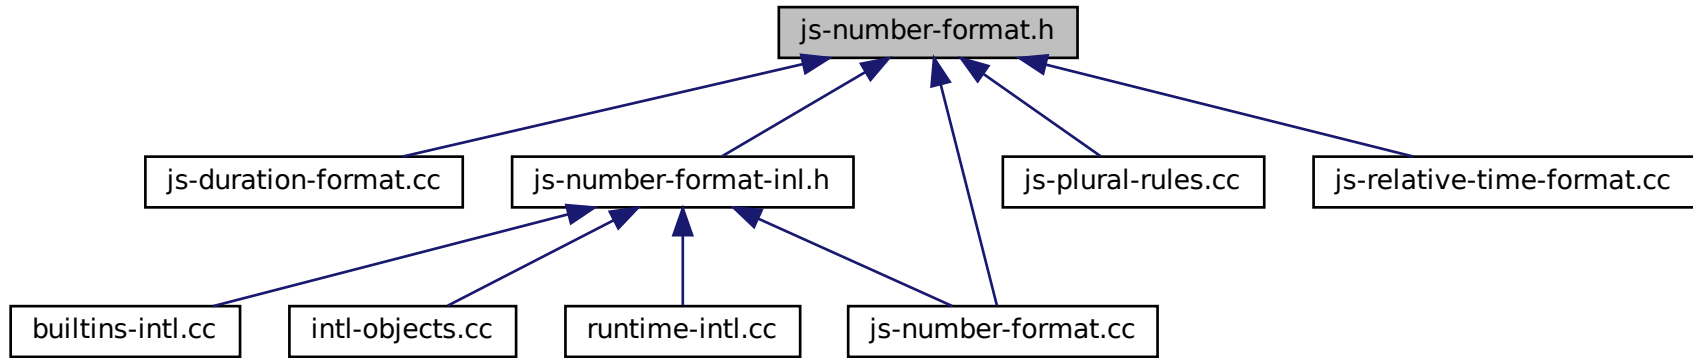 js-number-format.h
js-duration-format.cc
js-number-format-inl.h
js-plural-rules.cc
js-relative-time-format.cc
builtins-intl.cc
intl-objects.cc
runtime-intl.cc
js-number-format.cc